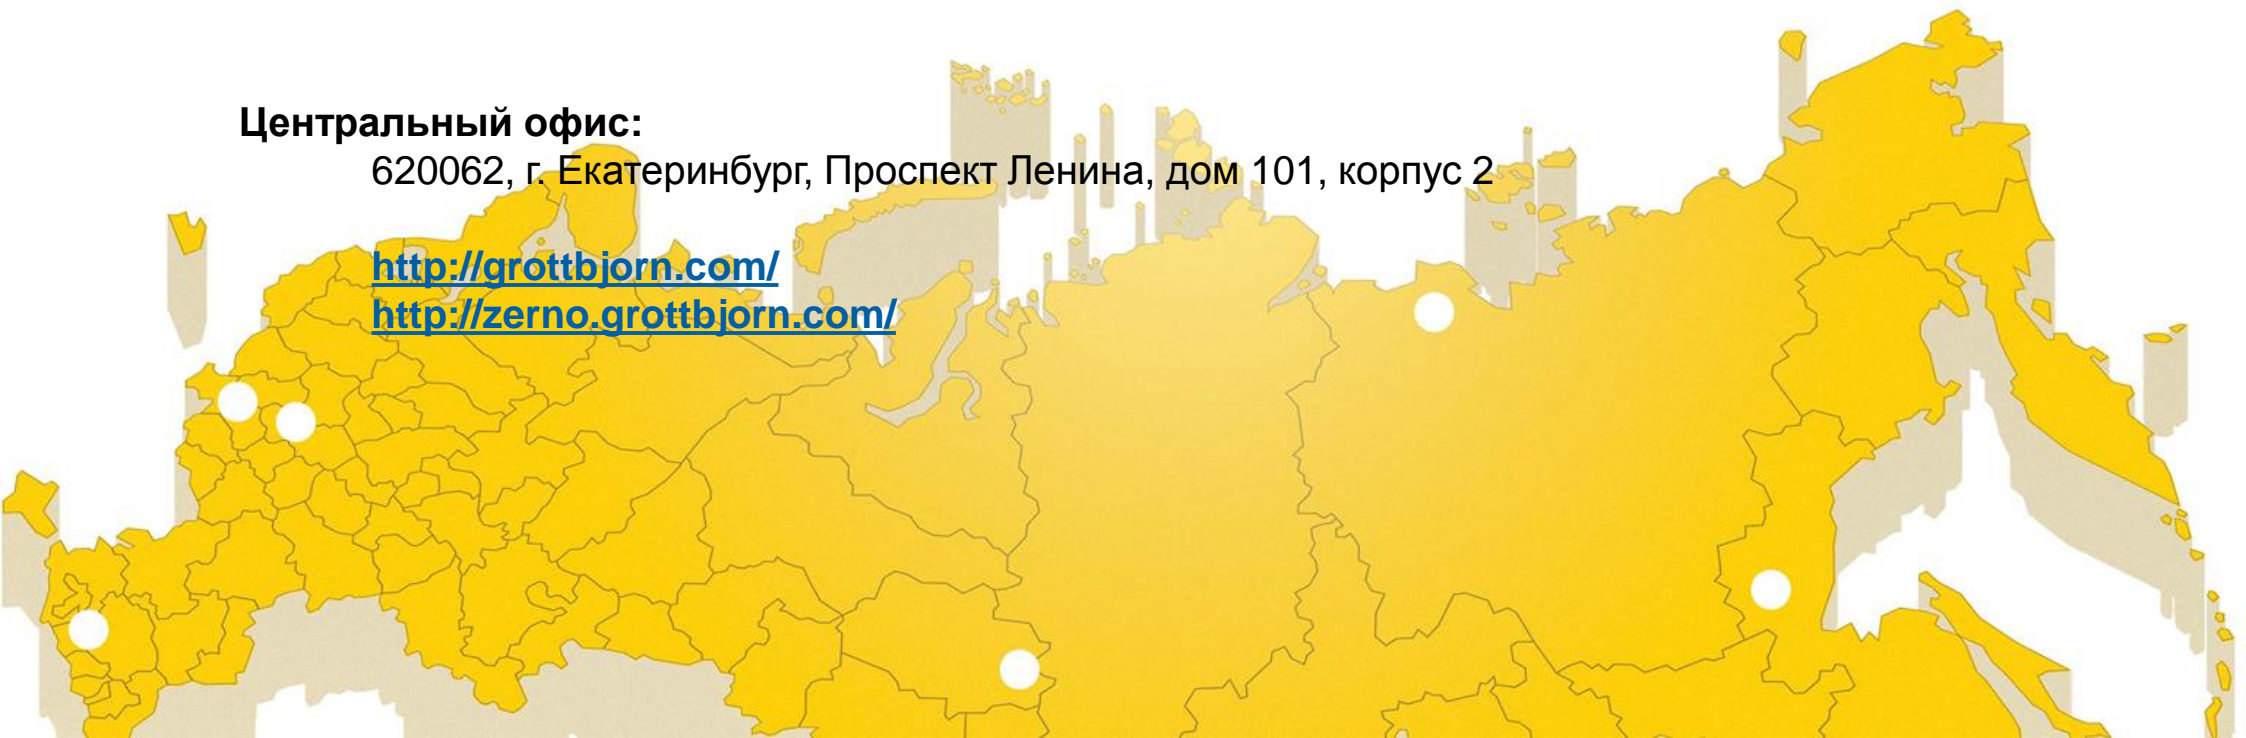 Центральный офис:
620062, г. Екатеринбург, Проспект Ленина, дом 101, корпус 2
http://grottbjorn.com/
http://zerno.grottbjorn.com/